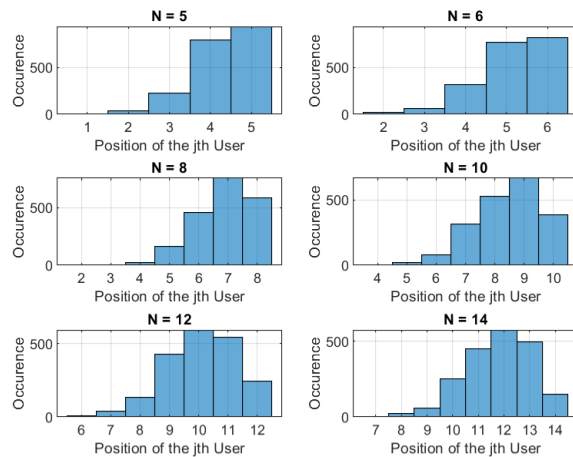 N = 5
Occurence
500
0
1 2 3 4 5
Position of the jth User
N = 6
Occurence
500
0
2 3 4 5 6
Position of the jth User
N = 8
Occurence
500
0
2 3 4 5 6 7 8
Position of the jth User
N = 10
Occurence
500
0
4 5 6 7 8 9 10
Position of the jth User
N = 12
Occurence
500
0
6 7 8 9 10 11 12
Position of the jth User
N = 14
Occurence
500
0
7 8 9 10 11 12 13 14
Position of the jth User